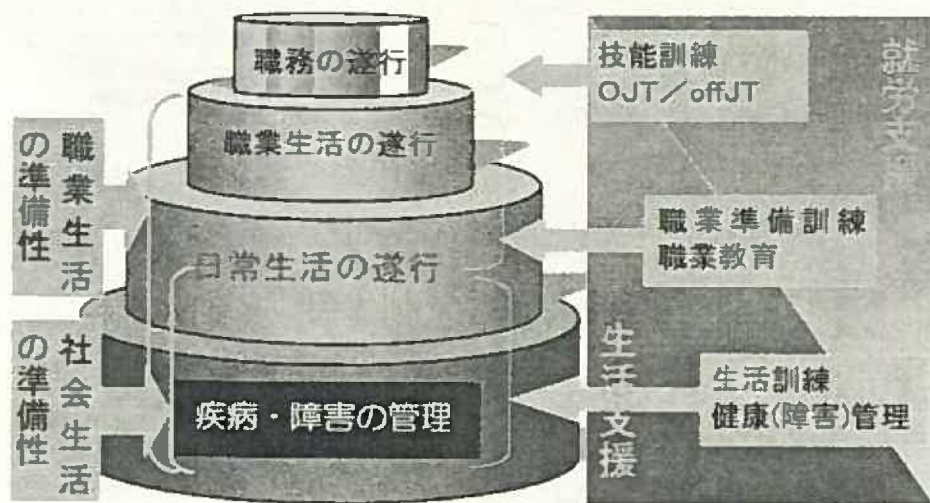 職務の遂行
職業生活の遂行
日常生活の遂行
疾病・障害の管理
職業生活
の準備性
社会生活
の準備性
技能訓練
OJT/offJT
職業準備訓練
職業教育
生活訓練
健康(障害)管理
就労支
生活支援